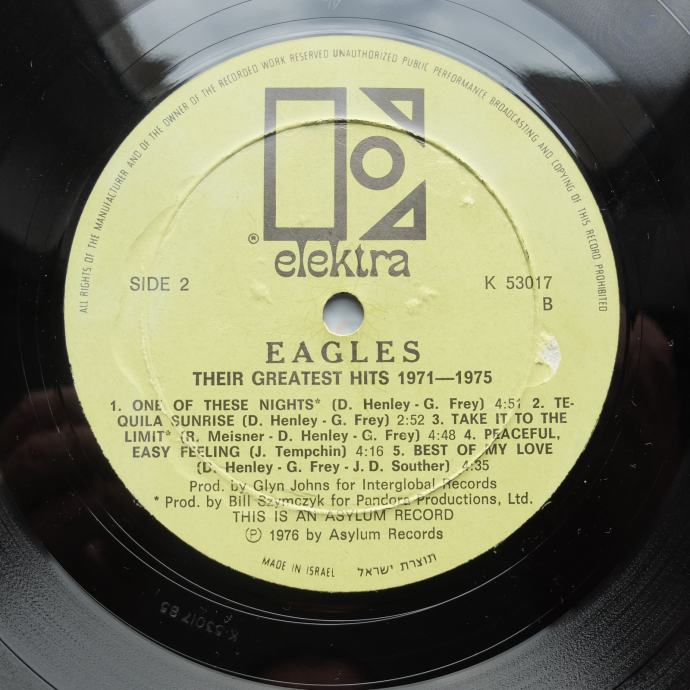 ALL RIGHTS OF THE MANUFACTURER AND OF THE OWNER OF THE RECORDED WORK RESERVED UNAUTHORIZED PUBLIC PERFORMANCE BROADCASTING AND COPYING OF THIS RECORD PROHIBITED
® elektra
SIDE 2
K 53017
B
EAGLES
THEIR GREATEST HITS 1971—1975
1. ONE OF THESE NIGHTS* (D. Henley - G. Frey) 4:51 2. TE-
QUILA SUNRISE (D. Henley - G. Frey) 2:52 3. TAKE IT TO THE
LIMIT* (R. Meisner - D. Henley - G. Frey) 4:48 4. PEACEFUL,
EASY FEELING (J. Tempchin) 4:16 5. BEST OF MY LOVE
(D. Henley - G. Frey - J. D. Souther) 4:35
Prod. by Glyn Johns for Interglobal Records
* Prod. by Bill Szymczyk for Pandora Productions, Ltd.
THIS IS AN ASYLUM RECORD
Ⓟ 1976 by Asylum Records
MADE IN ISRAEL תוצרת ישראל